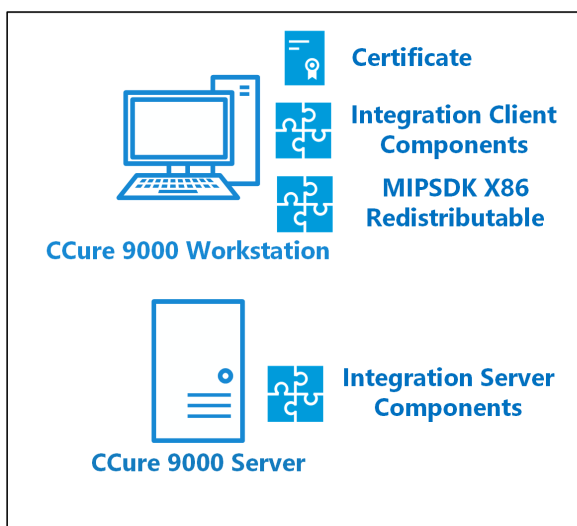 Certificate
Integration Client
Components
MIPSDK X86
Redistributable
CCure 9000 Workstation
Integration Server
Components
CCure 9000 Server